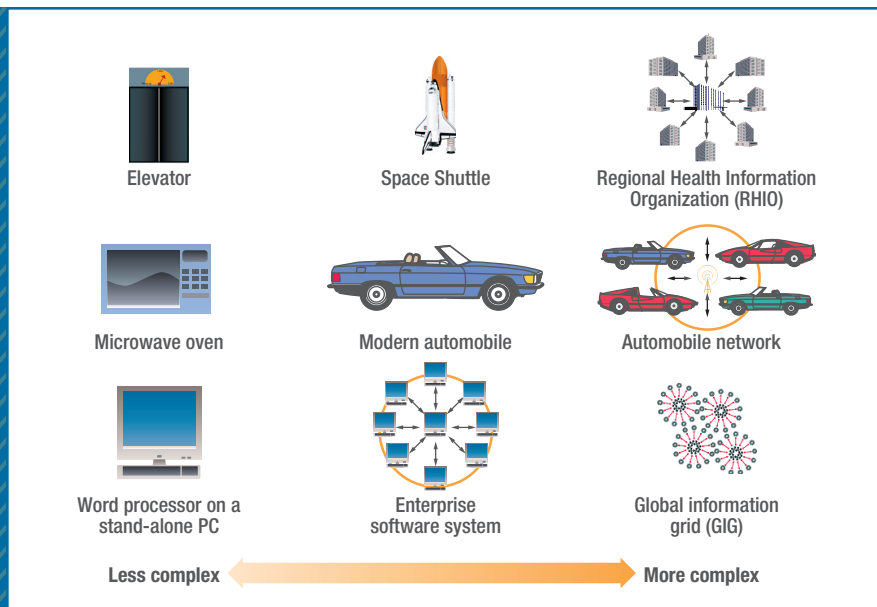 Elevator
Space Shuttle
Regional Health Information
Organization (RHIO)
Microwave oven
Modern automobile
Automobile network
Word processor on a
stand-alone PC
Enterprise
software system
Global information
grid (GIG)
Less complex
More complex